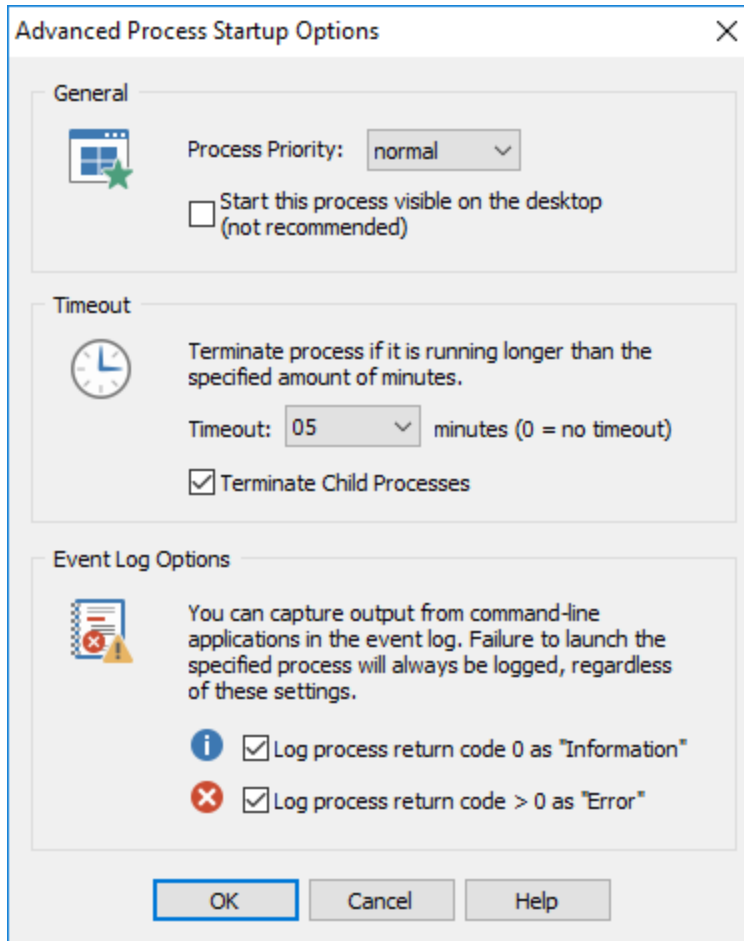 Advanced Process Startup Options
General
Process Priority: normal
Start this process visible on the desktop
(not recommended)
Timeout
Terminate process if it is running longer than the
specified amount of minutes.
Timeout: 05 minutes (0 = no timeout)
Terminate Child Processes
Event Log Options
You can capture output from command-line
applications in the event log. Failure to launch the
specified process will always be logged, regardless
of these settings.
Log process return code 0 as "Information"
Log process return code > 0 as "Error"
OK Cancel Help